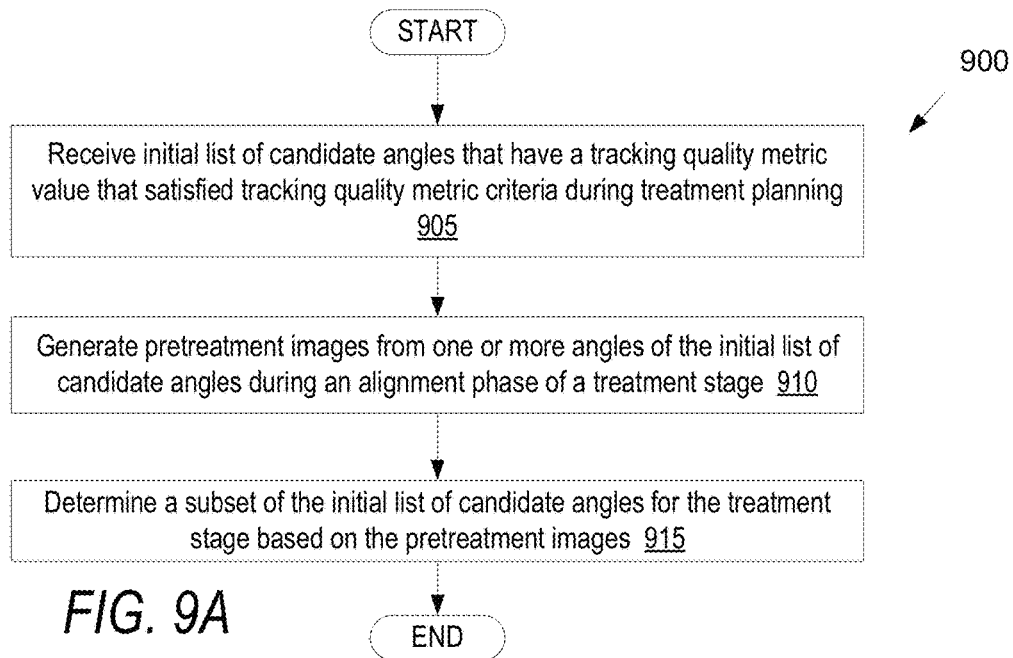 START
900
Receive initial list of candidate angles that have a tracking quality metric
value that satisfied tracking quality metric criteria during treatment planning
905
Generate pretreatment images from one or more angles of the initial list of
candidate angles during an alignment phase of a treatment stage 910
Determine a subset of the initial list of candidate angles for the treatment
stage based on the pretreatment images 915
FIG. 9A
END